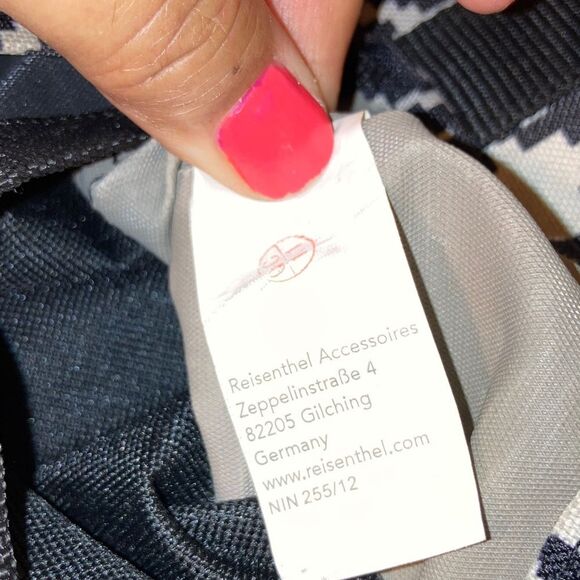 Reisenthel Accessoires
Zeppelinstraße 4
82205 Gilching
Germany
www.reisenthel.com
NIN 255/12